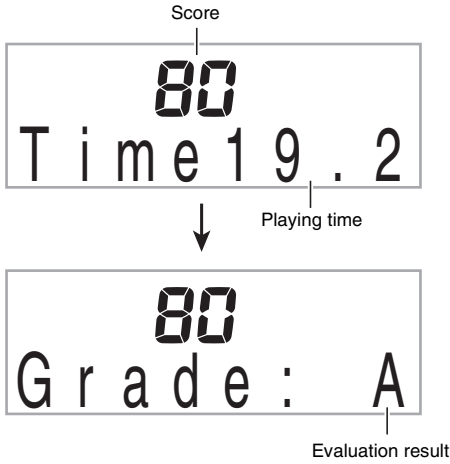 Score
80
Time19.2
Playing time
80
Grade: A
Evaluation result